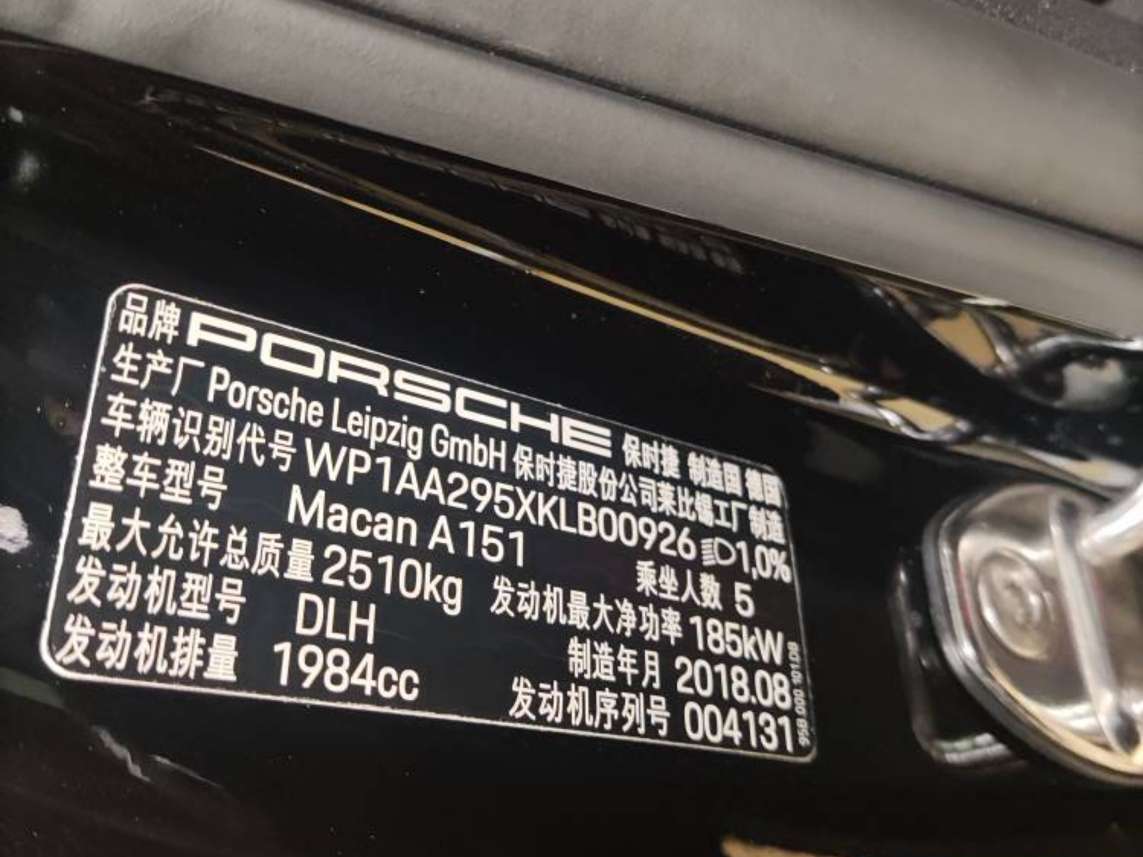 品牌 PORSCHE 保时捷 制造国 德国
生产厂 Porsche Leipzig GmbH 保时捷股份公司莱比锡工厂制造
车辆识别代号 WP1AA295XKLB00926 1,0%
整车型号 Macan A151 乘坐人数 5
最大允许总质量 2510kg 发动机最大净功率 185kW
发动机型号 DLH 制造年月 2018.08
发动机排量 1984cc 发动机序列号 004131
95B 000 101 DB